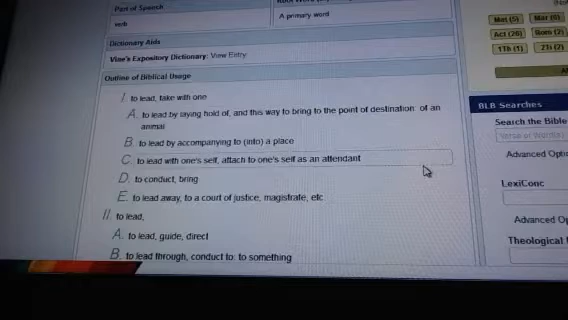 Part of Speech
verb
A primary word
Dictionary Aids
Vine's Expository Dictionary: View Entry
Outline of Biblical Usage
I. to lead, take with one
A. to lead by laying hold of, and this way to bring to the point of destination: of an
animal
B. to lead by accompanying to (into) a place
C. to lead with one's self, attach to one's self as an attendant
D. to conduct, bring
E. to lead away, to a court of justice, magistrate, etc
II. to lead,
A. to lead, guide, direct
B. to lead through, conduct to: to something
Mat (5) Mar (6)
Act (26) Rom (2)
1Th (1) 2Ti (2)
BLB Searches
Search the Bible
Verse or Word(s)
Advanced Optio
LexiConc
Advanced Op
Theological